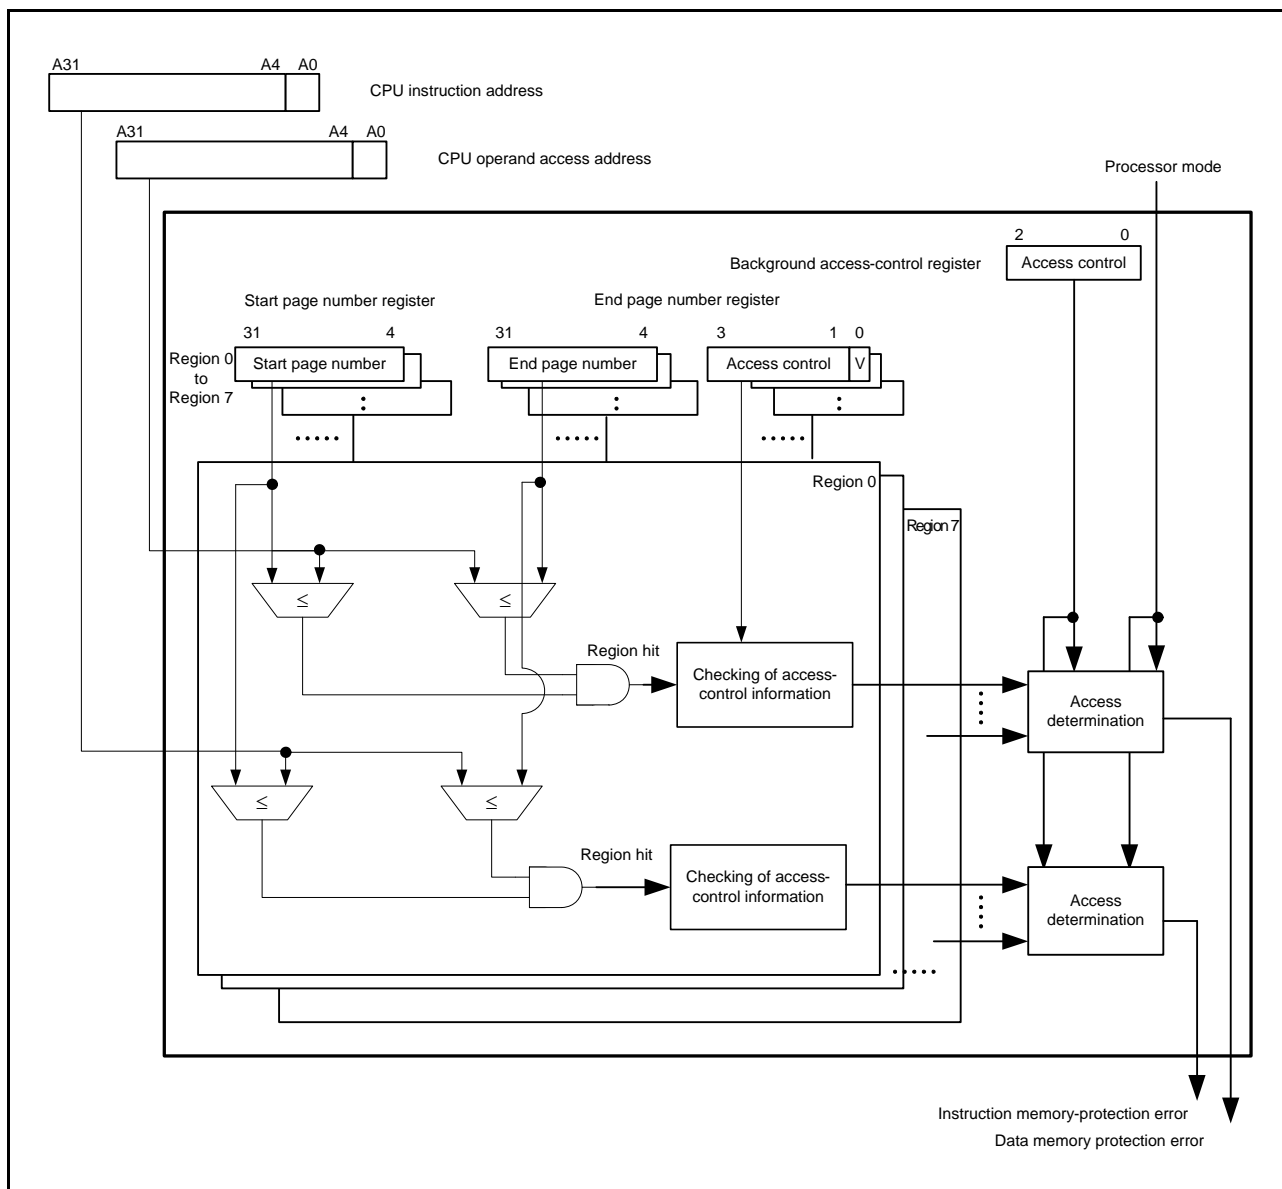 A31 A4 A0
CPU instruction address
A31 A4 A0
CPU operand access address
Processor mode
2 0
Background access-control register
Access control
Start page number register
End page number register
31 4
31 4
3 1 0
Region 0
to
Region 7
Start page number
End page number
Access control
V
Region 0
Region 7
≤
≤
Region hit
Checking of access-
control information
Access
determination
≤
≤
Region hit
Checking of access-
control information
Access
determination
Instruction memory-protection error
Data memory protection error